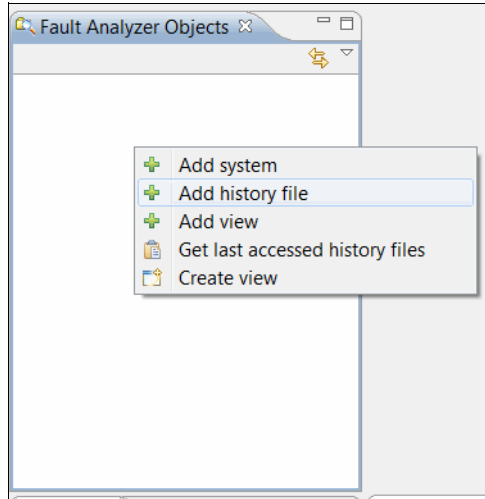 Fault Analyzer Objects
Add system
Add history file
Add view
Get last accessed history files
Create view